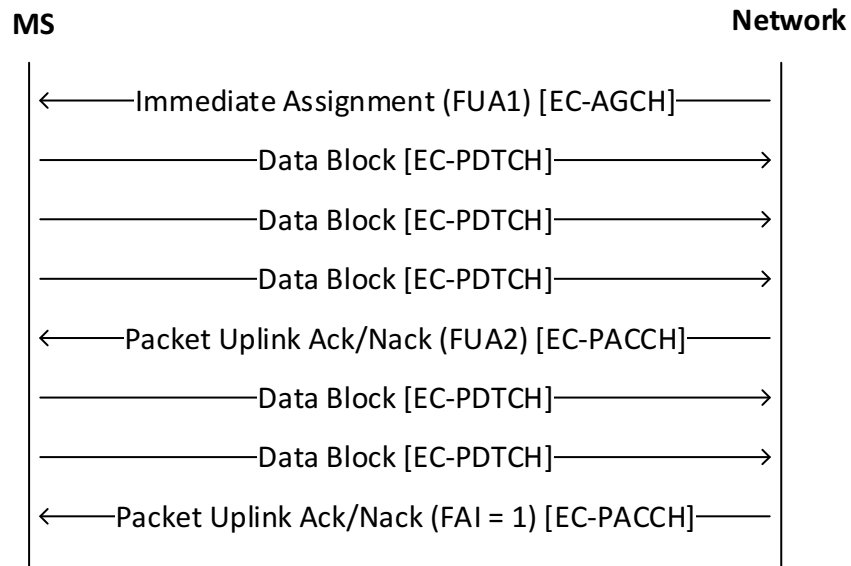 MS
Network
Immediate Assignment (FUA1) [EC-AGCH]
Data Block [EC-PDTCH]
Data Block [EC-PDTCH]
Data Block [EC-PDTCH]
Packet Uplink Ack/Nack (FUA2) [EC-PACCH]
Data Block [EC-PDTCH]
Data Block [EC-PDTCH]
Packet Uplink Ack/Nack (FAI = 1) [EC-PACCH]